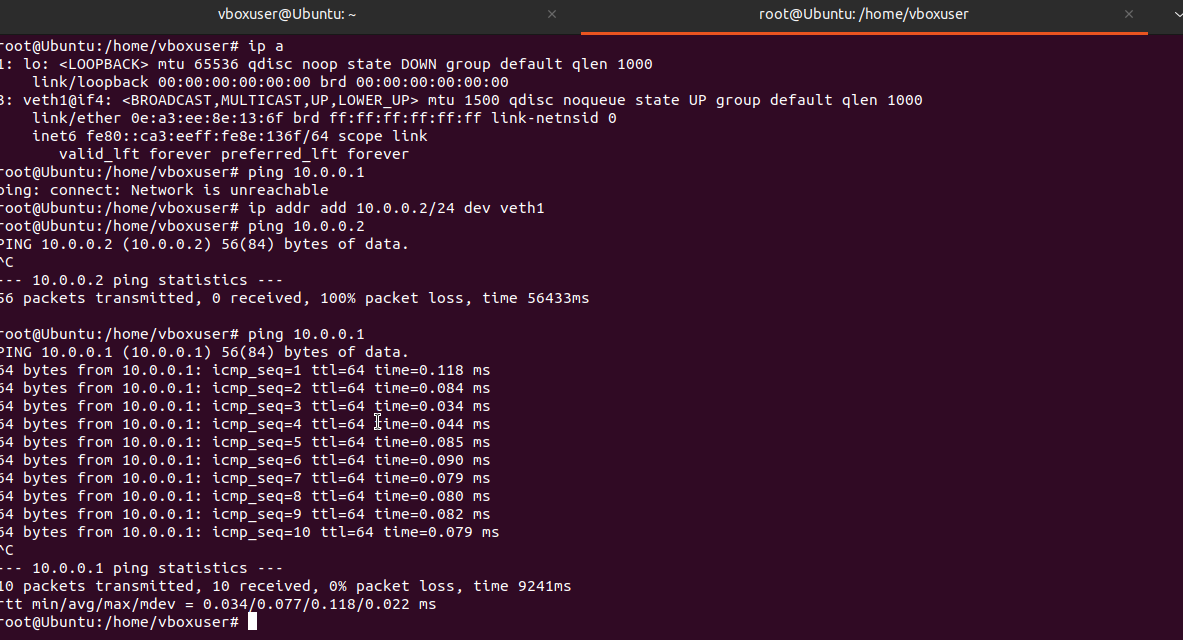 vboxuser@Ubuntu: ~
root@Ubuntu: /home/vboxuser
root@Ubuntu:/home/vboxuser# ip a
1: lo: <LOOPBACK> mtu 65536 qdisc noop state DOWN group default qlen 1000
link/loopback 00:00:00:00:00:00 brd 00:00:00:00:00:00
3: veth1@if4: <BROADCAST,MULTICAST,UP,LOWER_UP> mtu 1500 qdisc noqueue state UP group default qlen 1000
link/ether 0e:a3:ee:8e:13:6f brd ff:ff:ff:ff:ff:ff link-netnsid 0
inet6 fe80::ca3:eeff:fe8e:136f/64 scope link
valid_lft forever preferred_lft forever
root@Ubuntu:/home/vboxuser# ping 10.0.0.1
ping: connect: Network is unreachable
root@Ubuntu:/home/vboxuser# ip addr add 10.0.0.2/24 dev veth1
root@Ubuntu:/home/vboxuser# ping 10.0.0.2
PING 10.0.0.2 (10.0.0.2) 56(84) bytes of data.
^C
--- 10.0.0.2 ping statistics ---
56 packets transmitted, 0 received, 100% packet loss, time 56433ms
root@Ubuntu:/home/vboxuser# ping 10.0.0.1
PING 10.0.0.1 (10.0.0.1) 56(84) bytes of data.
64 bytes from 10.0.0.1: icmp_seq=1 ttl=64 time=0.118 ms
64 bytes from 10.0.0.1: icmp_seq=2 ttl=64 time=0.084 ms
64 bytes from 10.0.0.1: icmp_seq=3 ttl=64 time=0.034 ms
64 bytes from 10.0.0.1: icmp_seq=4 ttl=64 time=0.044 ms
64 bytes from 10.0.0.1: icmp_seq=5 ttl=64 time=0.085 ms
64 bytes from 10.0.0.1: icmp_seq=6 ttl=64 time=0.090 ms
64 bytes from 10.0.0.1: icmp_seq=7 ttl=64 time=0.079 ms
64 bytes from 10.0.0.1: icmp_seq=8 ttl=64 time=0.080 ms
64 bytes from 10.0.0.1: icmp_seq=9 ttl=64 time=0.082 ms
64 bytes from 10.0.0.1: icmp_seq=10 ttl=64 time=0.079 ms
^C
--- 10.0.0.1 ping statistics ---
10 packets transmitted, 10 received, 0% packet loss, time 9241ms
rtt min/avg/max/mdev = 0.034/0.077/0.118/0.022 ms
root@Ubuntu:/home/vboxuser#